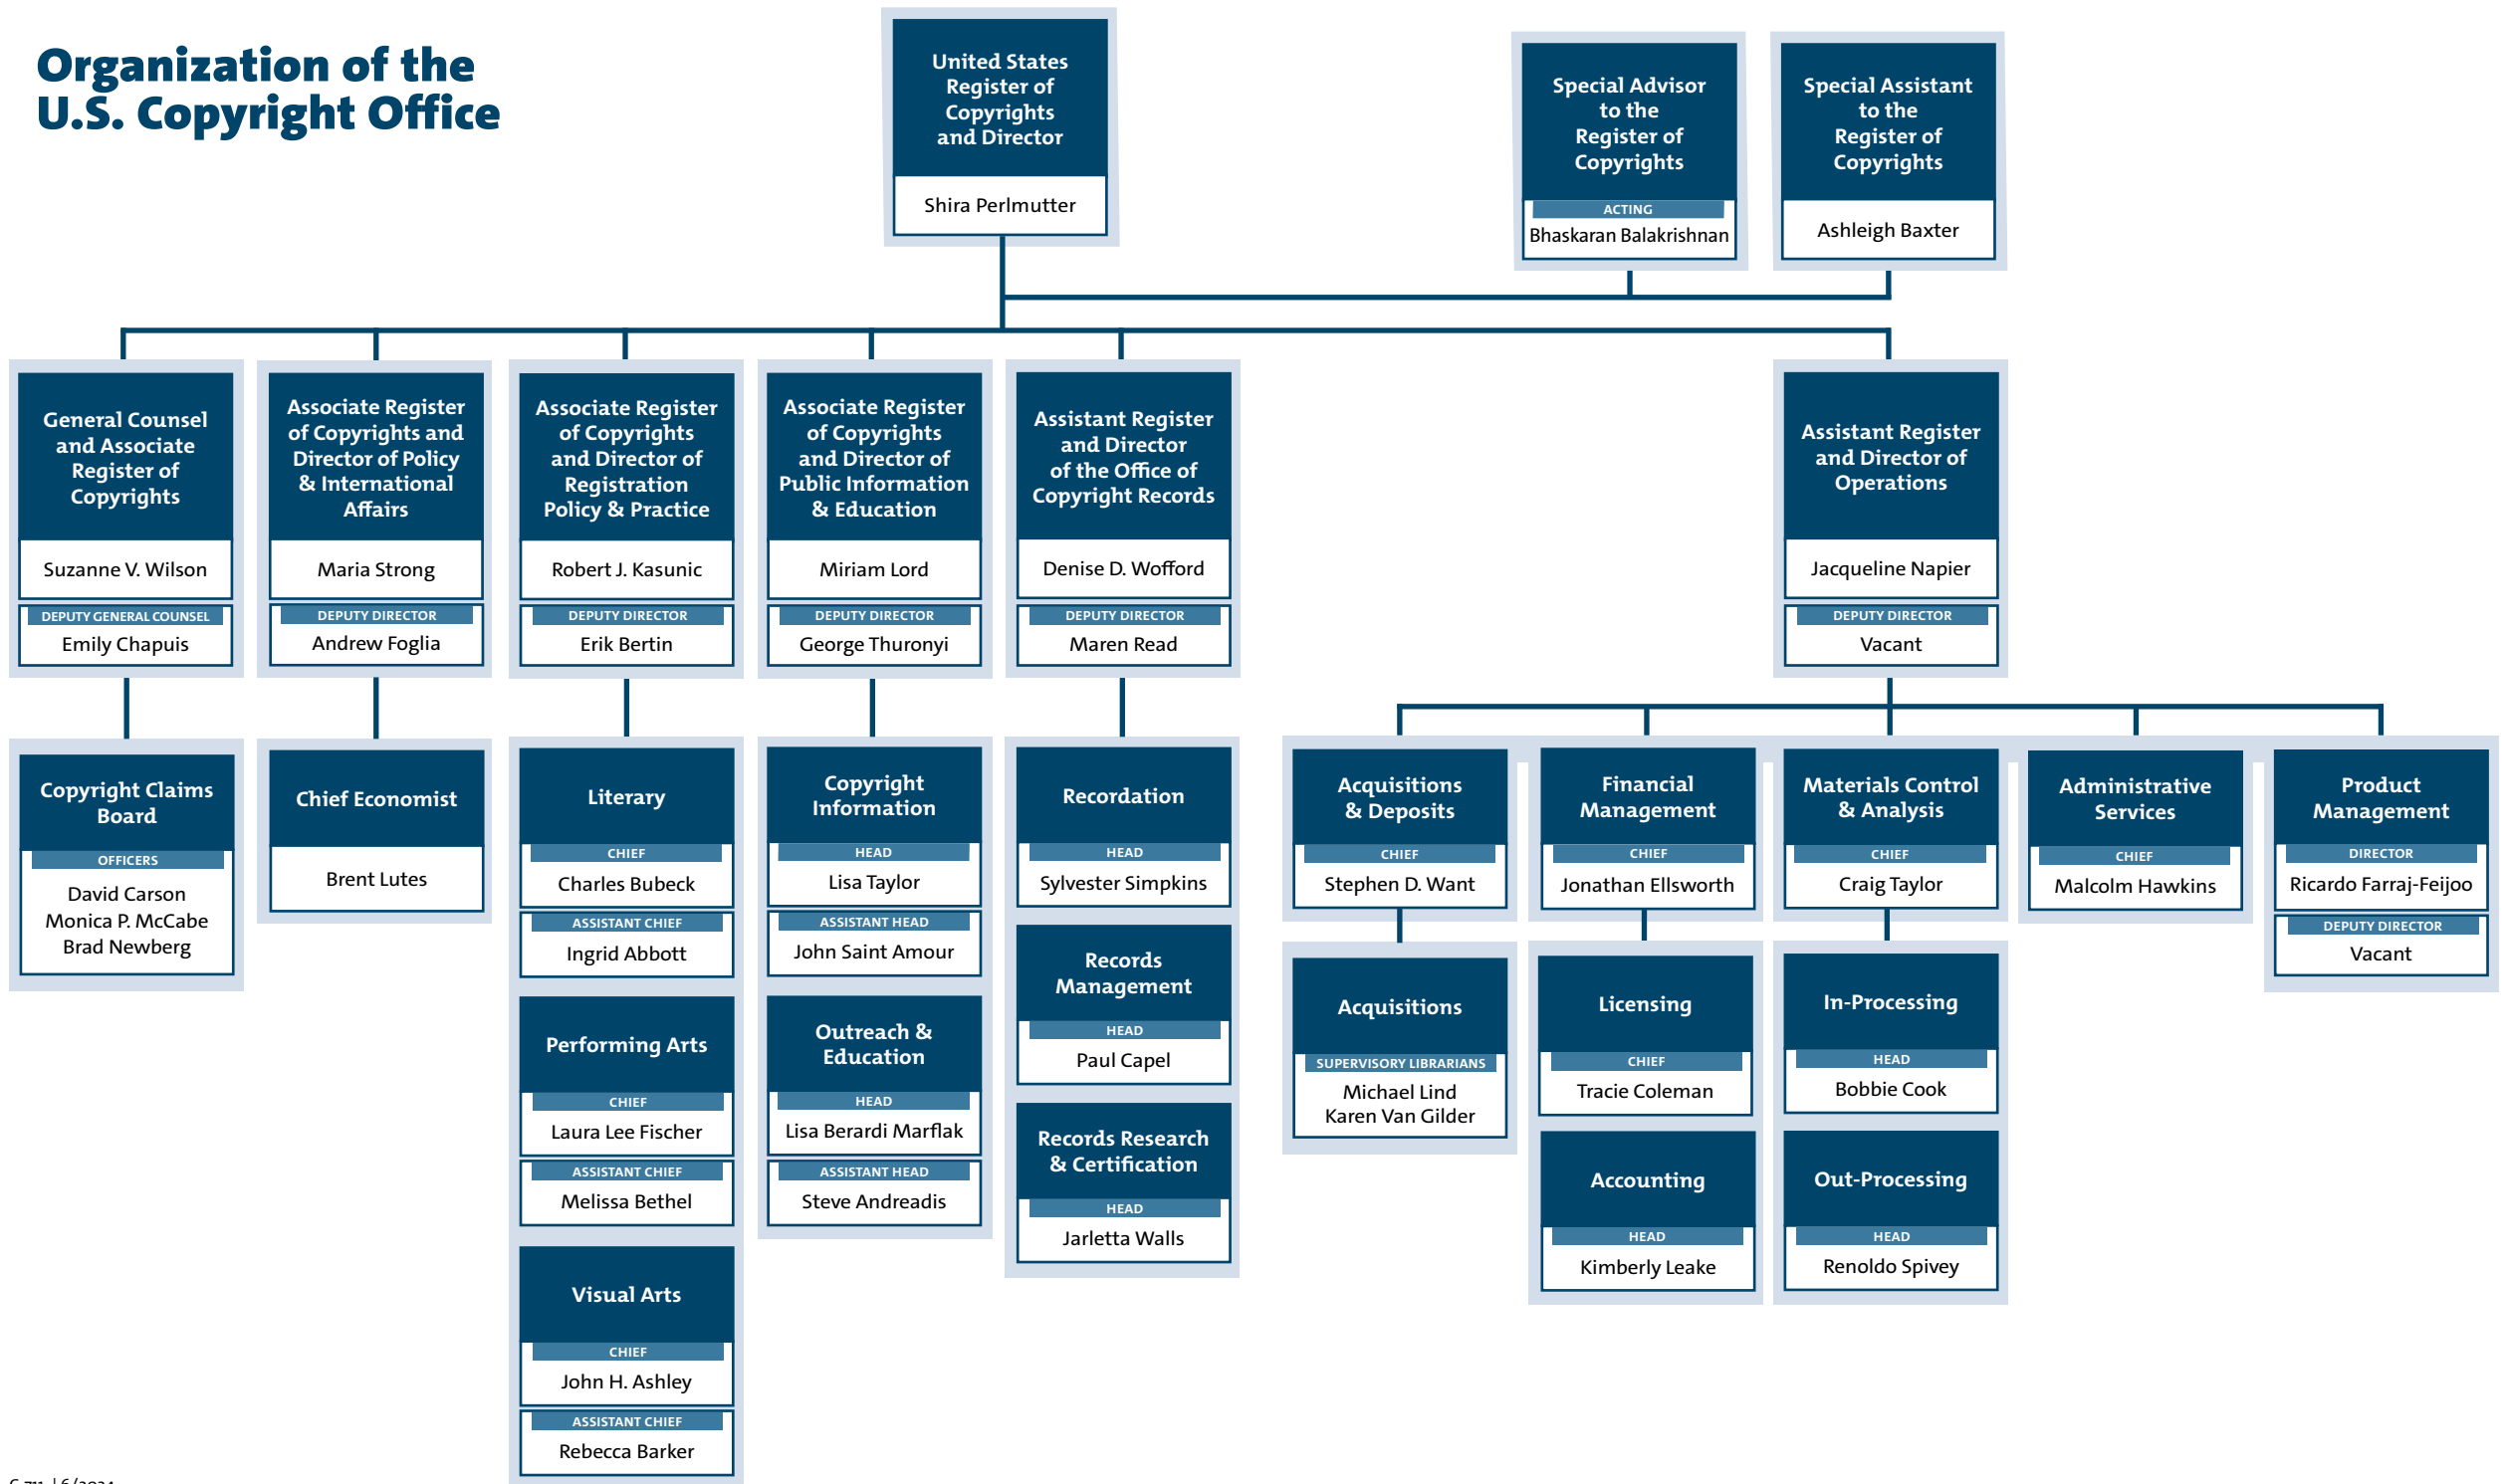 Organization of the
U.S. Copyright Office
United States
Register of
Copyrights
and Director
Shira Perlmutter
Special Advisor
to the
Register of
Copyrights
ACTING
Bhaskaran Balakrishnan
Special Assistant
to the
Register of
Copyrights
Ashleigh Baxter
General Counsel
and Associate
Register of
Copyrights
Suzanne V. Wilson
DEPUTY GENERAL COUNSEL
Emily Chapuis
Associate Register
of Copyrights and
Director of Policy
& International
Affairs
Maria Strong
DEPUTY DIRECTOR
Andrew Foglia
Associate Register
of Copyrights
and Director of
Registration
Policy & Practice
Robert J. Kasunic
DEPUTY DIRECTOR
Erik Bertin
Associate Register
of Copyrights
and Director of
Public Information
& Education
Miriam Lord
DEPUTY DIRECTOR
George Thuronyi
Assistant Register
and Director
of the Office of
Copyright Records
Denise D. Wofford
DEPUTY DIRECTOR
Maren Read
Assistant Register
and Director of
Operations
Jacqueline Napier
DEPUTY DIRECTOR
Vacant
Copyright Claims
Board
OFFICERS
David Carson
Monica P. McCabe
Brad Newberg
Chief Economist
Brent Lutes
Literary
CHIEF
Charles Bubeck
ASSISTANT CHIEF
Ingrid Abbott
Performing Arts
CHIEF
Laura Lee Fischer
ASSISTANT CHIEF
Melissa Bethel
Visual Arts
CHIEF
John H. Ashley
ASSISTANT CHIEF
Rebecca Barker
Copyright
Information
HEAD
Lisa Taylor
ASSISTANT HEAD
John Saint Amour
Outreach &
Education
HEAD
Lisa Berardi Marflak
ASSISTANT HEAD
Steve Andreadis
Recordation
HEAD
Sylvester Simpkins
Records
Management
HEAD
Paul Capel
Records Research
& Certification
HEAD
Jarletta Walls
Acquisitions
& Deposits
CHIEF
Stephen D. Want
Acquisitions
SUPERVISORY LIBRARIANS
Michael Lind
Karen Van Gilder
Financial
Management
CHIEF
Jonathan Ellsworth
Licensing
CHIEF
Tracie Coleman
Accounting
HEAD
Kimberly Leake
Materials Control
& Analysis
CHIEF
Craig Taylor
In-Processing
HEAD
Bobbie Cook
Out-Processing
HEAD
Renoldo Spivey
Administrative
Services
CHIEF
Malcolm Hawkins
Product
Management
DIRECTOR
Ricardo Farraj-Feijoo
DEPUTY DIRECTOR
Vacant